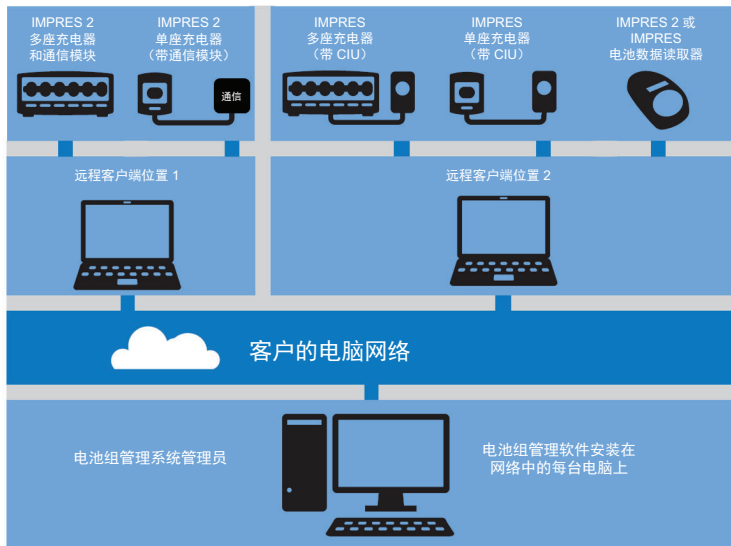 IMPRES 2
多座充电器
和通信模块
IMPRES 2
单座充电器
（带通信模块）
通信
IMPRES
多座充电器
（带 CIU）
IMPRES
单座充电器
（带 CIU）
IMPRES 2 或
IMPRES
电池数据读取器
远程客户端位置 1
远程客户端位置 2
客户的电脑网络
电池组管理系统管理员
电池组管理软件安装在
网络中的每台电脑上